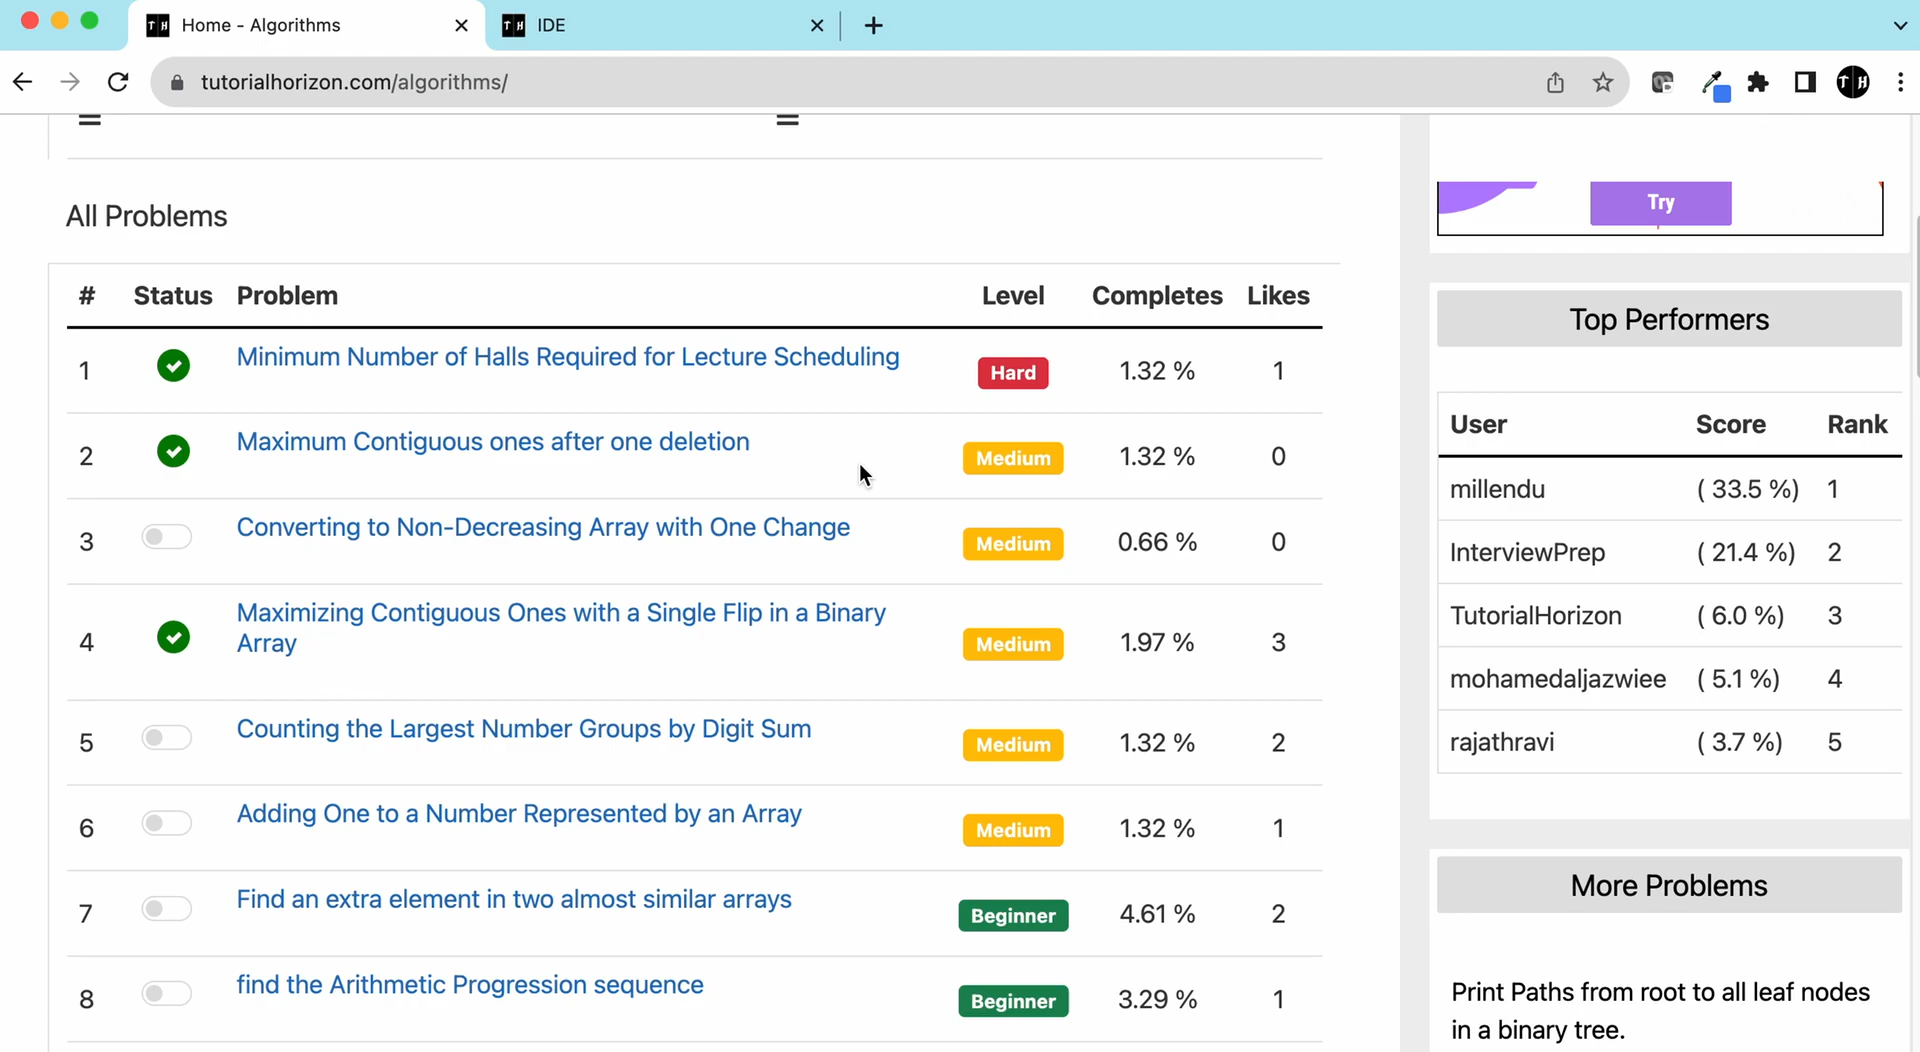 TH Home - Algorithms
TH IDE
tutorialhorizon.com/algorithms/
TH
All Problems
# Status Problem Level Completes Likes
1 Minimum Number of Halls Required for Lecture Scheduling Hard 1.32 % 1
2 Maximum Contiguous ones after one deletion Medium 1.32 % 0
3 Converting to Non-Decreasing Array with One Change Medium 0.66 % 0
4 Maximizing Contiguous Ones with a Single Flip in a Binary
Array Medium 1.97 % 3
5 Counting the Largest Number Groups by Digit Sum Medium 1.32 % 2
6 Adding One to a Number Represented by an Array Medium 1.32 % 1
7 Find an extra element in two almost similar arrays Beginner 4.61 % 2
8 find the Arithmetic Progression sequence Beginner 3.29 % 1
Try
Top Performers
User Score Rank
millendu ( 33.5 %) 1
InterviewPrep ( 21.4 %) 2
TutorialHorizon ( 6.0 %) 3
mohamedaljazwiee ( 5.1 %) 4
rajathravi ( 3.7 %) 5
More Problems
Print Paths from root to all leaf nodes
in a binary tree.